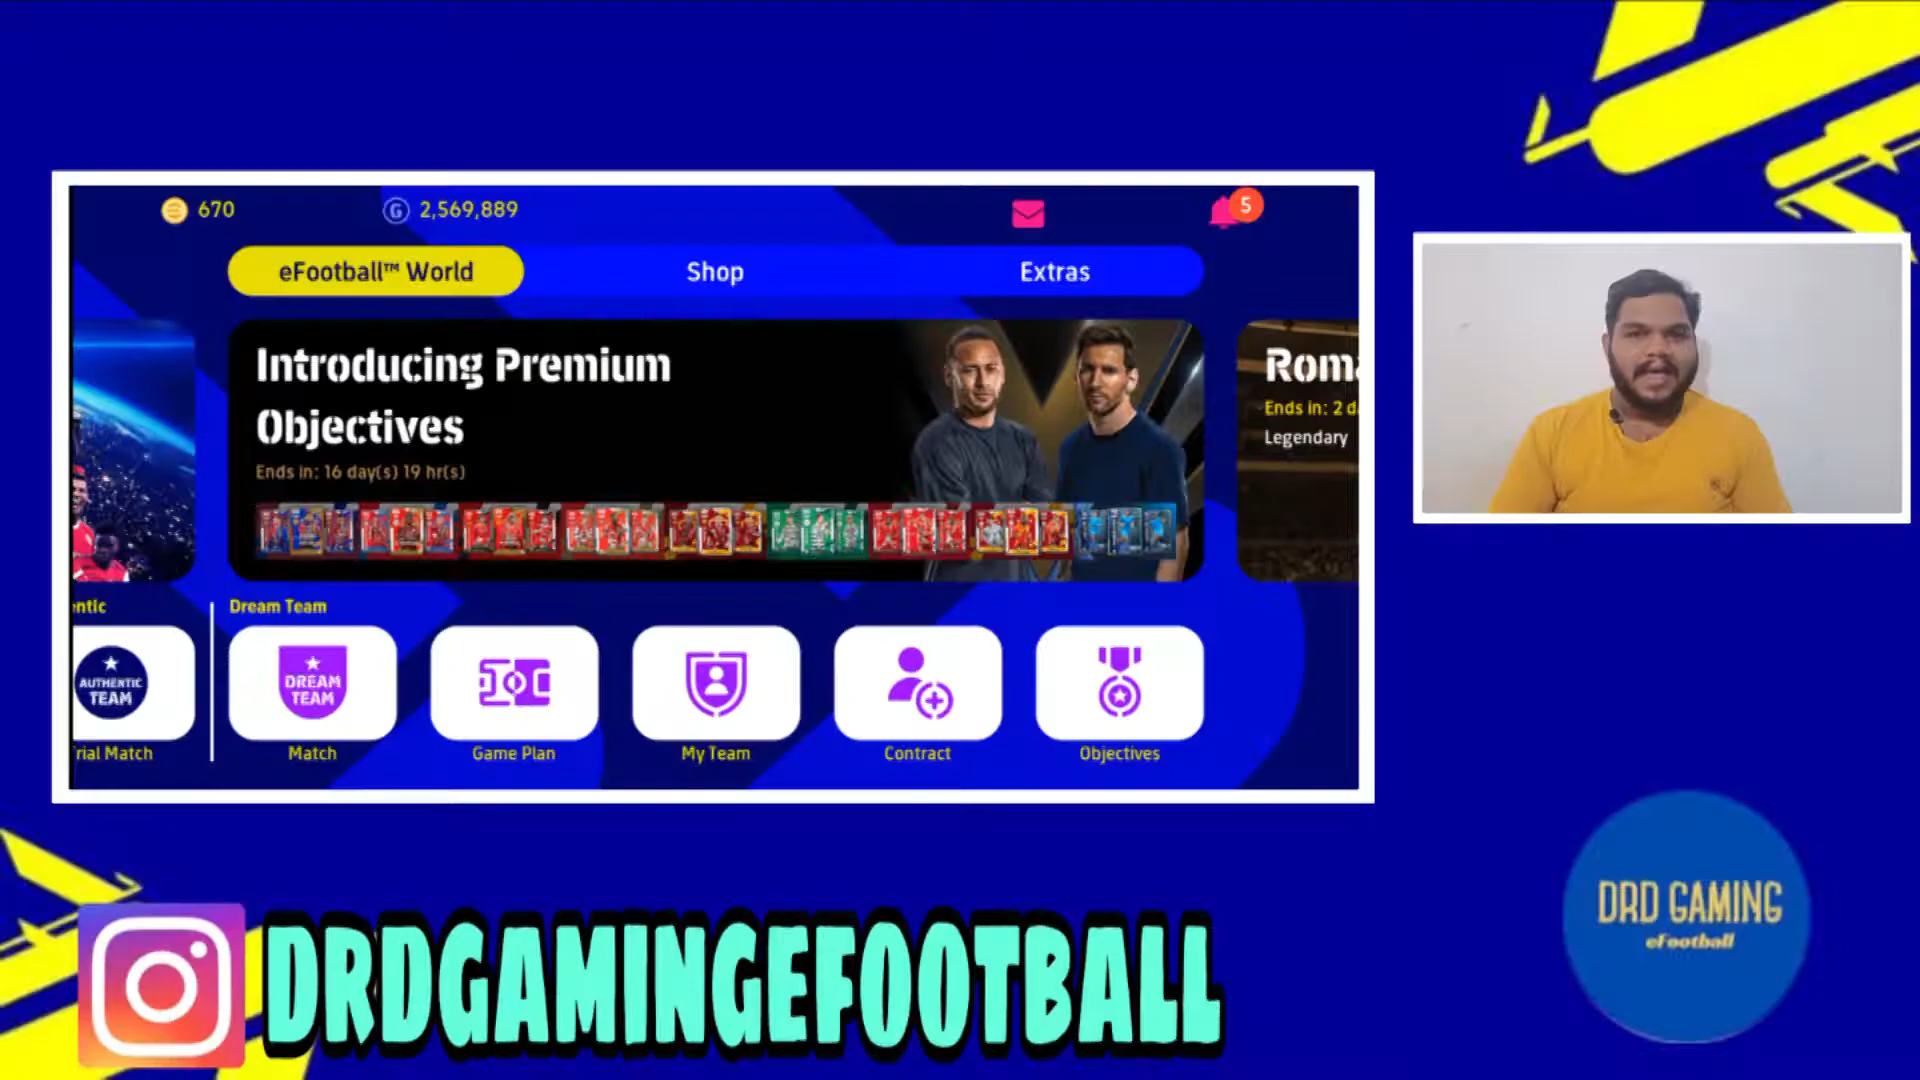 670
2,569,889
5
eFootball™ World
Shop
Extras
Introducing Premium
Objectives
Ends in: 16 day(s) 19 hr(s)
Ends in: 2
Legendary
Dream Team
AUTHENTIC
TEAM
DREAM
TEAM
Match
Match
Game Plan
My Team
Contract
Objectives
DRD GAMING
eFootball
DRDGAMINGEFOOTBALL